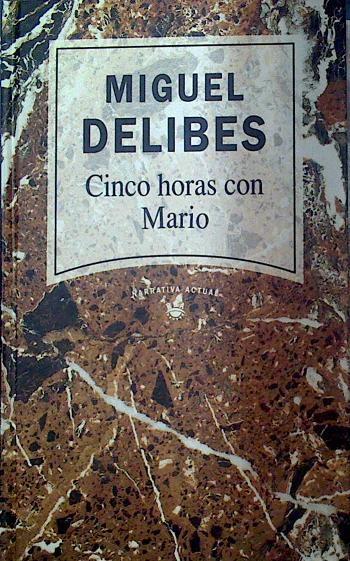 MIGUEL
DELIBES
Cinco horas con
Mario
NARRATIVA ACTUAL